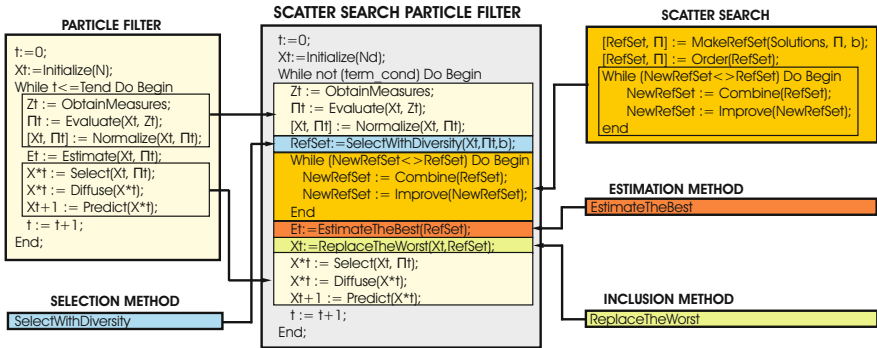 PARTICLE FILTER
t:=0;
Xt:=Initialize(N);
While t<=Tend Do Begin
Zt := ObtainMeasures;
Πt := Evaluate(Xt, Zt);
[Xt, Πt] := Normalize(Xt, Πt);
Et := Estimate(Xt, Πt);
X*t := Select(Xt, Πt);
X*t := Diffuse(X*t);
Xt+1 := Predict(X*t);
t := t+1;
End;
SELECTION METHOD
SelectWithDiversity
SCATTER SEARCH PARTICLE FILTER
t:=0;
Xt:=Initialize(Nd);
While not (term_cond) Do Begin
Zt := ObtainMeasures;
Πt := Evaluate(Xt, Zt);
[Xt, Πt] := Normalize(Xt, Πt);
RefSet:=SelectWithDiversity(Xt,Πt,b);
While (NewRefSet<>RefSet) Do Begin
NewRefSet := Combine(RefSet);
NewRefSet := Improve(NewRefSet);
End
Et:=EstimateTheBest(RefSet);
Xt:=ReplaceTheWorst(Xt,RefSet);
X*t := Select(Xt, Πt);
X*t := Diffuse(X*t);
Xt+1 := Predict(X*t);
t := t+1;
End;
SCATTER SEARCH
[RefSet, Π] := MakeRefSet(Solutions, Π, b);
[RefSet, Π] := Order(RefSet);
While (NewRefSet<>RefSet) Do Begin
NewRefSet := Combine(RefSet);
NewRefSet := Improve(NewRefSet);
end
ESTIMATION METHOD
EstimateTheBest
INCLUSION METHOD
ReplaceTheWorst